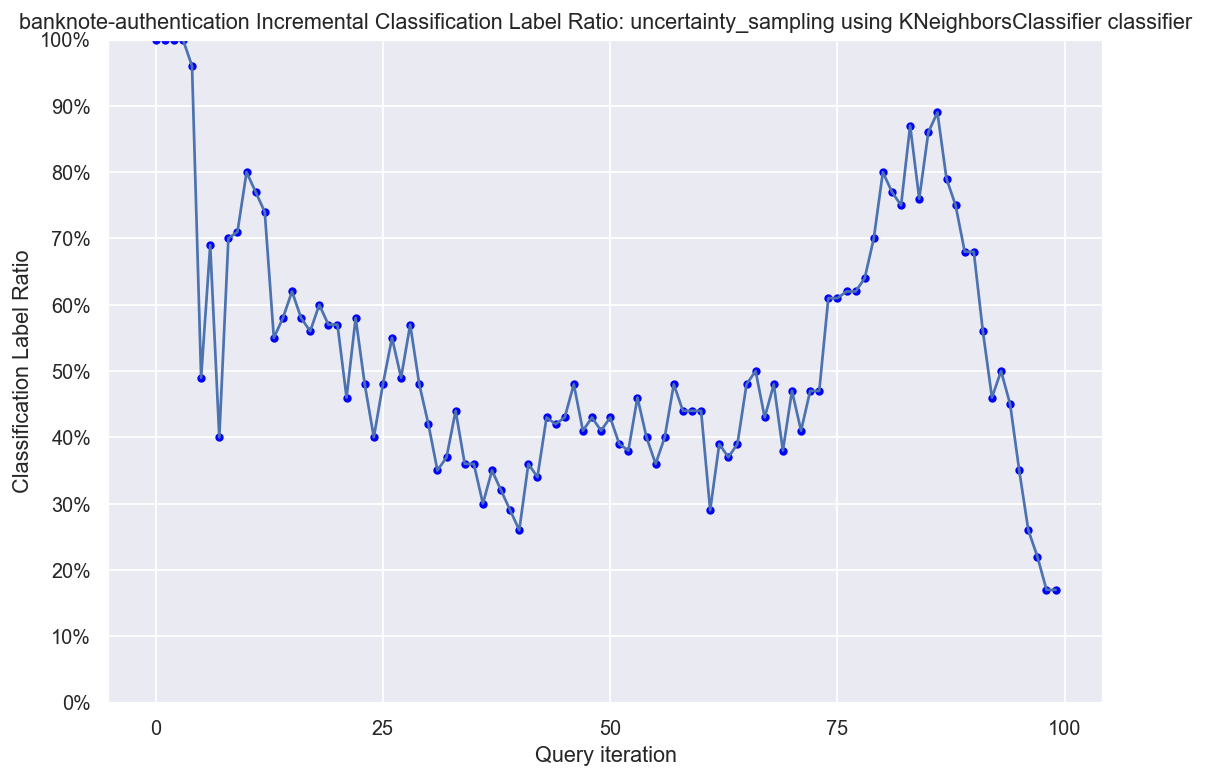 banknote-authentication Incremental Classification Label Ratio: uncertainty_sampling using KNeighborsClassifier classifier
100%
90%
80%
70%
60%
50%
40%
30%
20%
10%
0%
Classification Label Ratio
0 25 50 75 100
Query iteration